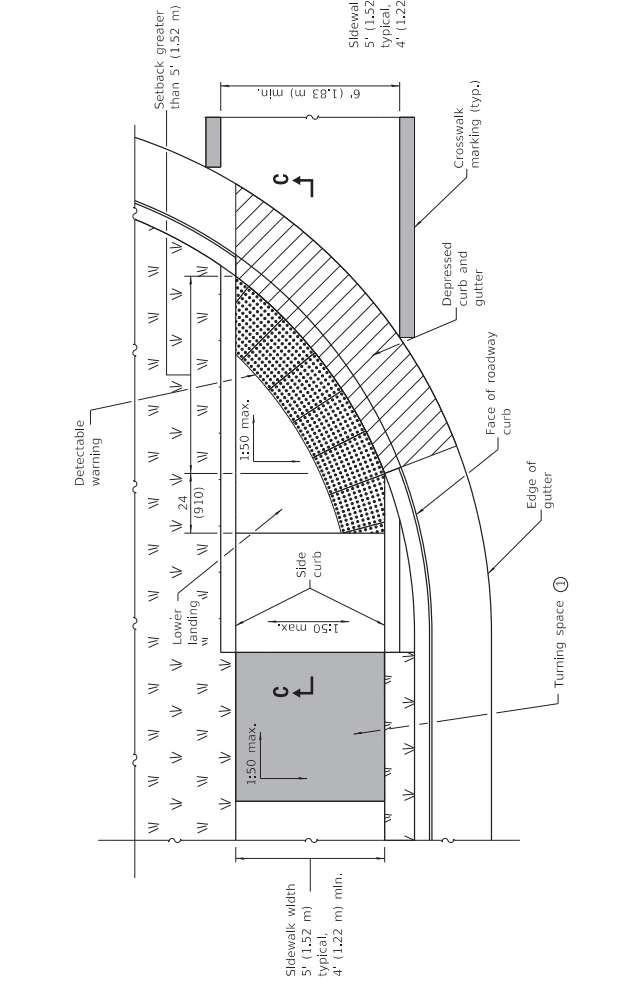 Setback greater
than 5' (1.52 m)
Sidewal
5' (1.52
typical,
4' (1.22
6' (1.83 m) min.
C
Crosswalk
marking (typ.)
Depressed
curb and
gutter
Face of roadway
curb
Edge of
gutter
Detectable
warning
1:50 max.
24
(910)
Lower
landing
Side
curb
1:50 max.
C
1:50 max.
Turning space 1
Sidewalk width
5' (1.52 m)
typical,
4' (1.22 m) min.